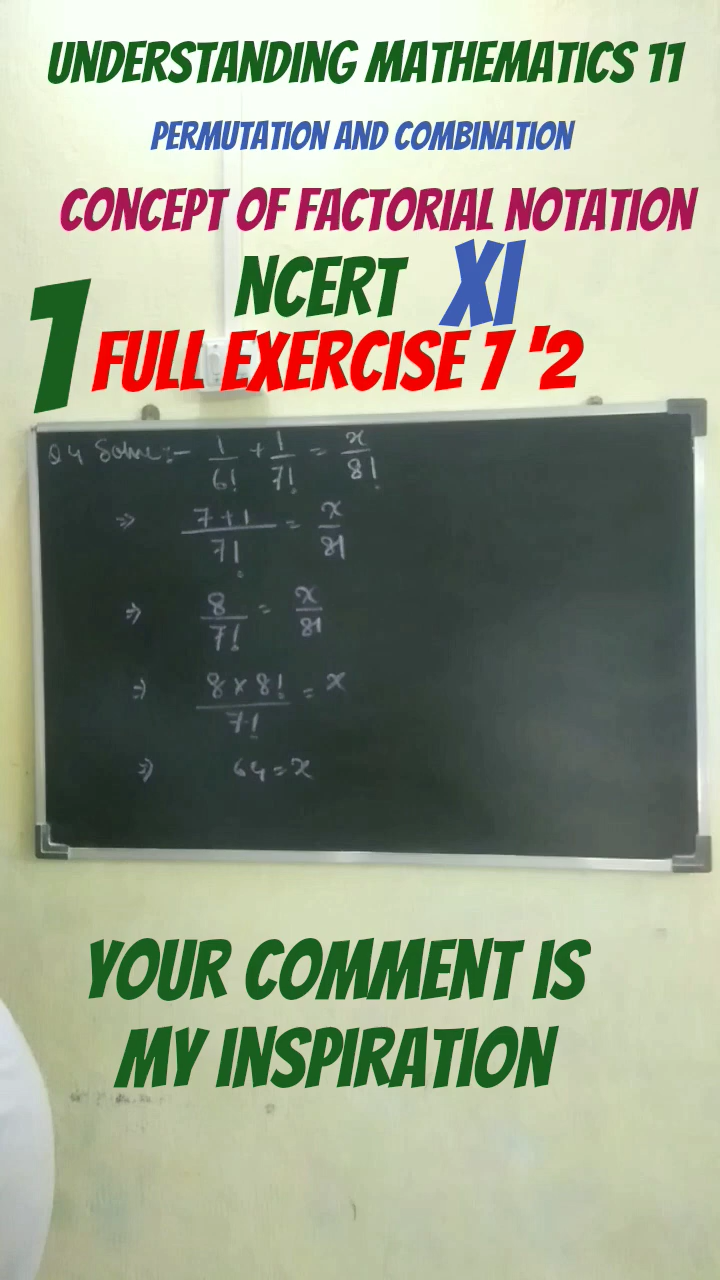 UNDERSTANDING MATHEMATICS 11
PERMUTATION AND COMBINATION
CONCEPT OF FACTORIAL NOTATION
NCERT XI
1 FULL EXERCISE 7 '2
Q4 Solve:- 1/6! + 1/7! = x/8!
=> 7+1/7! = x/8!
=> 8/7! = x/8!
=> 8×8!/7! = x
=> 64=x
YOUR COMMENT IS
MY INSPIRATION